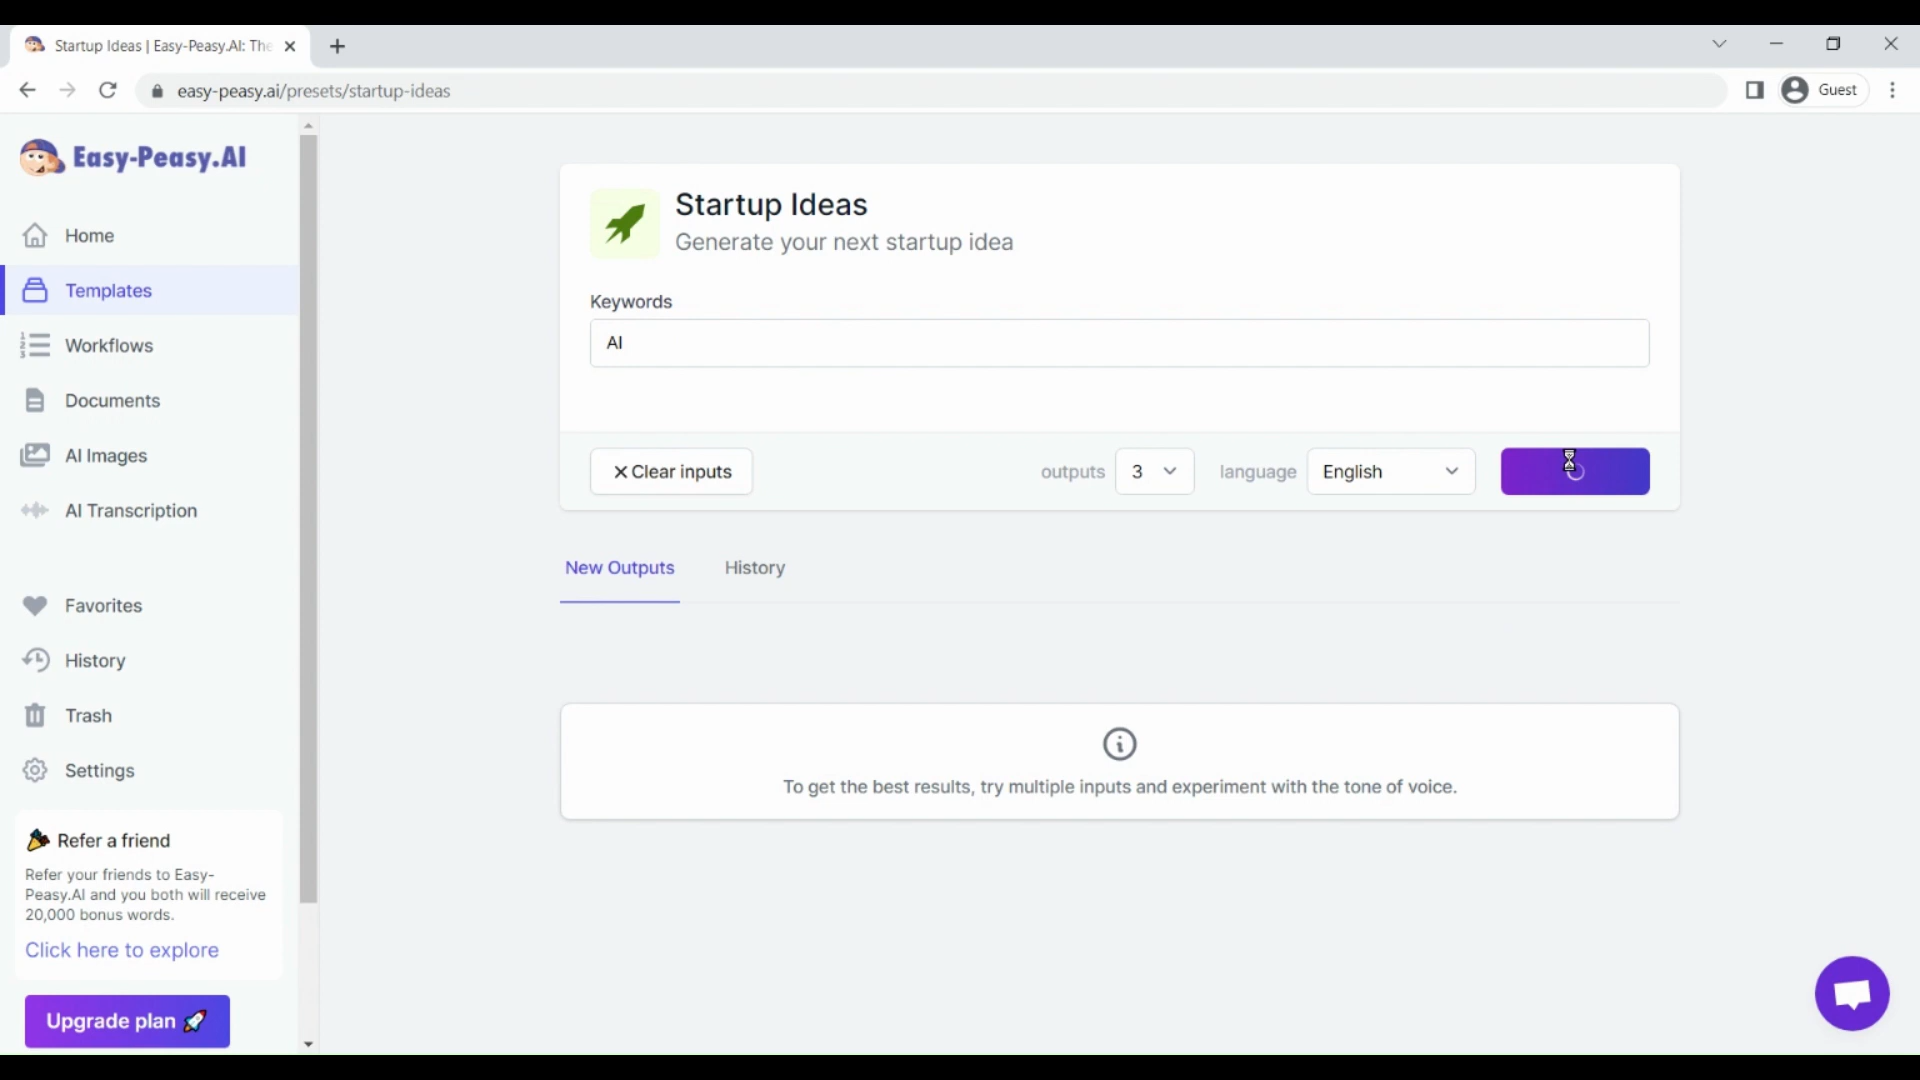 Startup Ideas | Easy-Peasy.AI: The
easy-peasy.ai/presets/startup-ideas
Guest
Easy-Peasy.AI
Home
Templates
Workflows
Documents
AI Images
AI Transcription
Favorites
History
Trash
Settings
Refer a friend
Refer your friends to Easy-
Peasy.AI and you both will receive
20,000 bonus words.
Click here to explore
Upgrade plan
Startup Ideas
Generate your next startup idea
Keywords
AI
Clear inputs
outputs
3
language
English
New Outputs
History
To get the best results, try multiple inputs and experiment with the tone of voice.